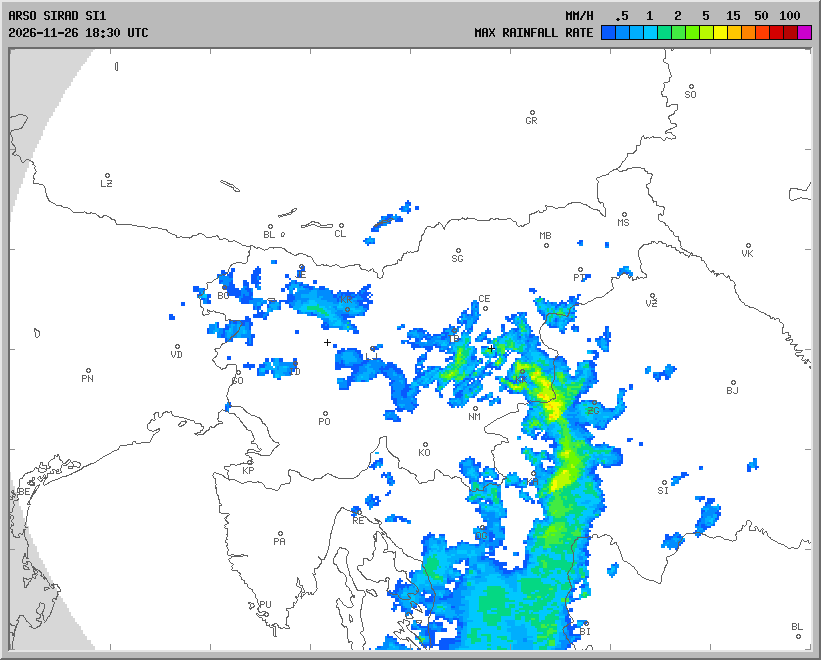 ARSO SIRAD SI1
MM/H .5 1 2 5 15 50 100
2026-11-26 18:30 UTC
MAX RAINFALL RATE
SO
GR
LZ
MS
BL
CL
MB
SG
VK
PT
BO
VZ
CE
VD
PN
GO
BJ
NM
PO
KO
KP
BE
SI
RE
PA
PU
BI
BL